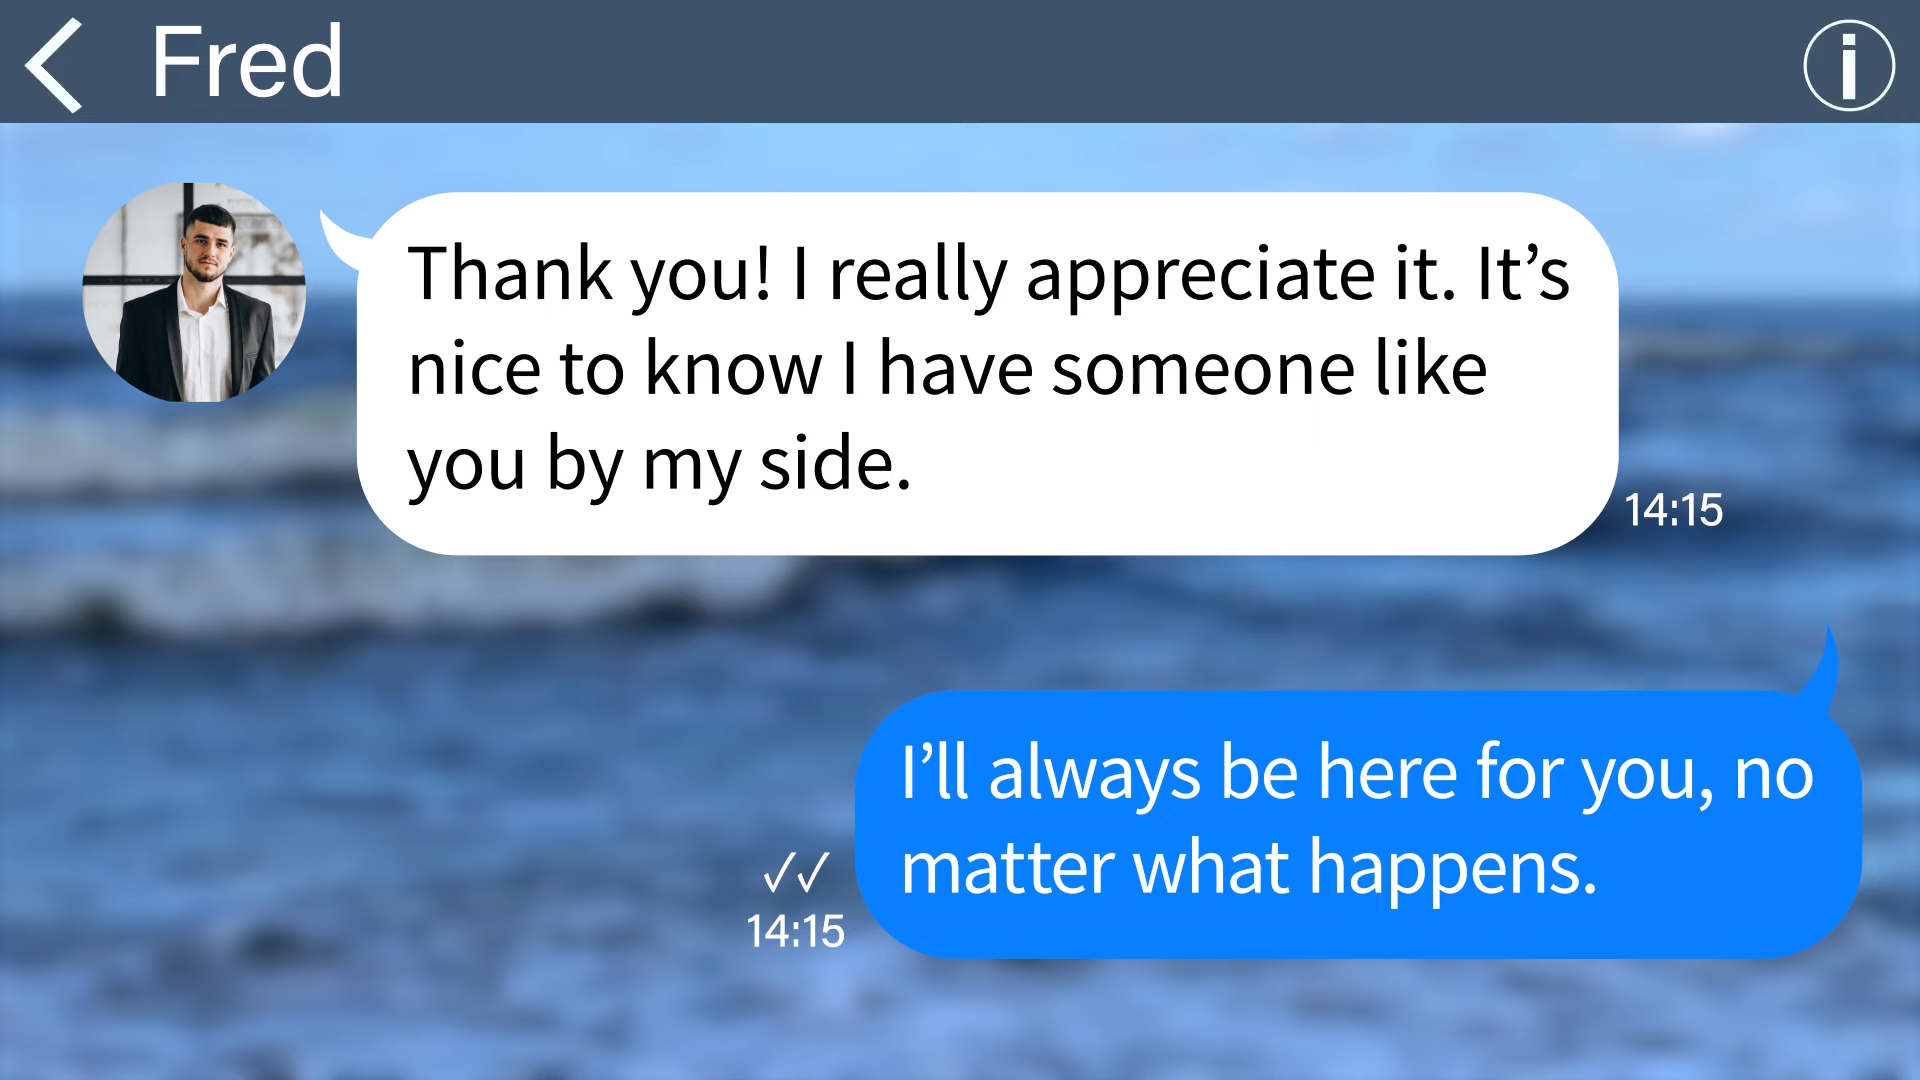 Fred
Thank you! I really appreciate it. It’s
nice to know I have someone like
you by my side.
14:15
I’ll always be here for you, no
matter what happens.
✓✓
14:15